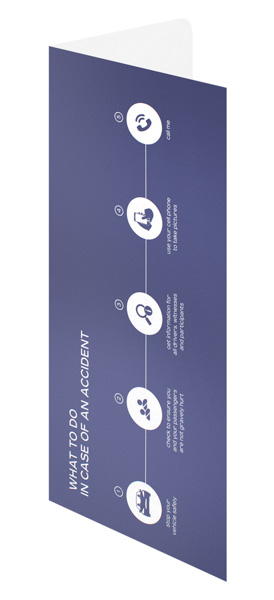 WHAT TO DO
IN CASE OF AN ACCIDENT
1
2
3
4
5
stop your
vehicle safely
check to ensure you
and your passengers
are not gravely hurt
get information for
all drivers, witnesses
and participants
use your cell phone
to take pictures
call me